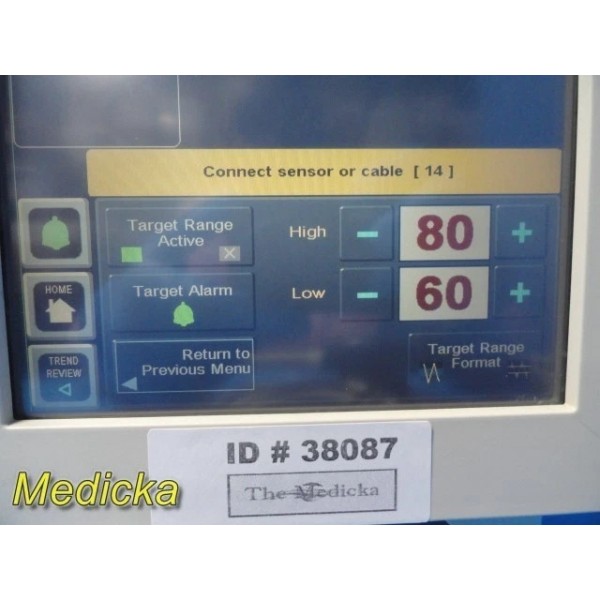 Connect sensor or cable [ 14 ]
Target Range
Active
High
80
Target Alarm
Low
60
HOME
Return to
Previous Menu
Target Range
Format
TREND
REVIEW
ID # 38087
The Medicka
Medicka